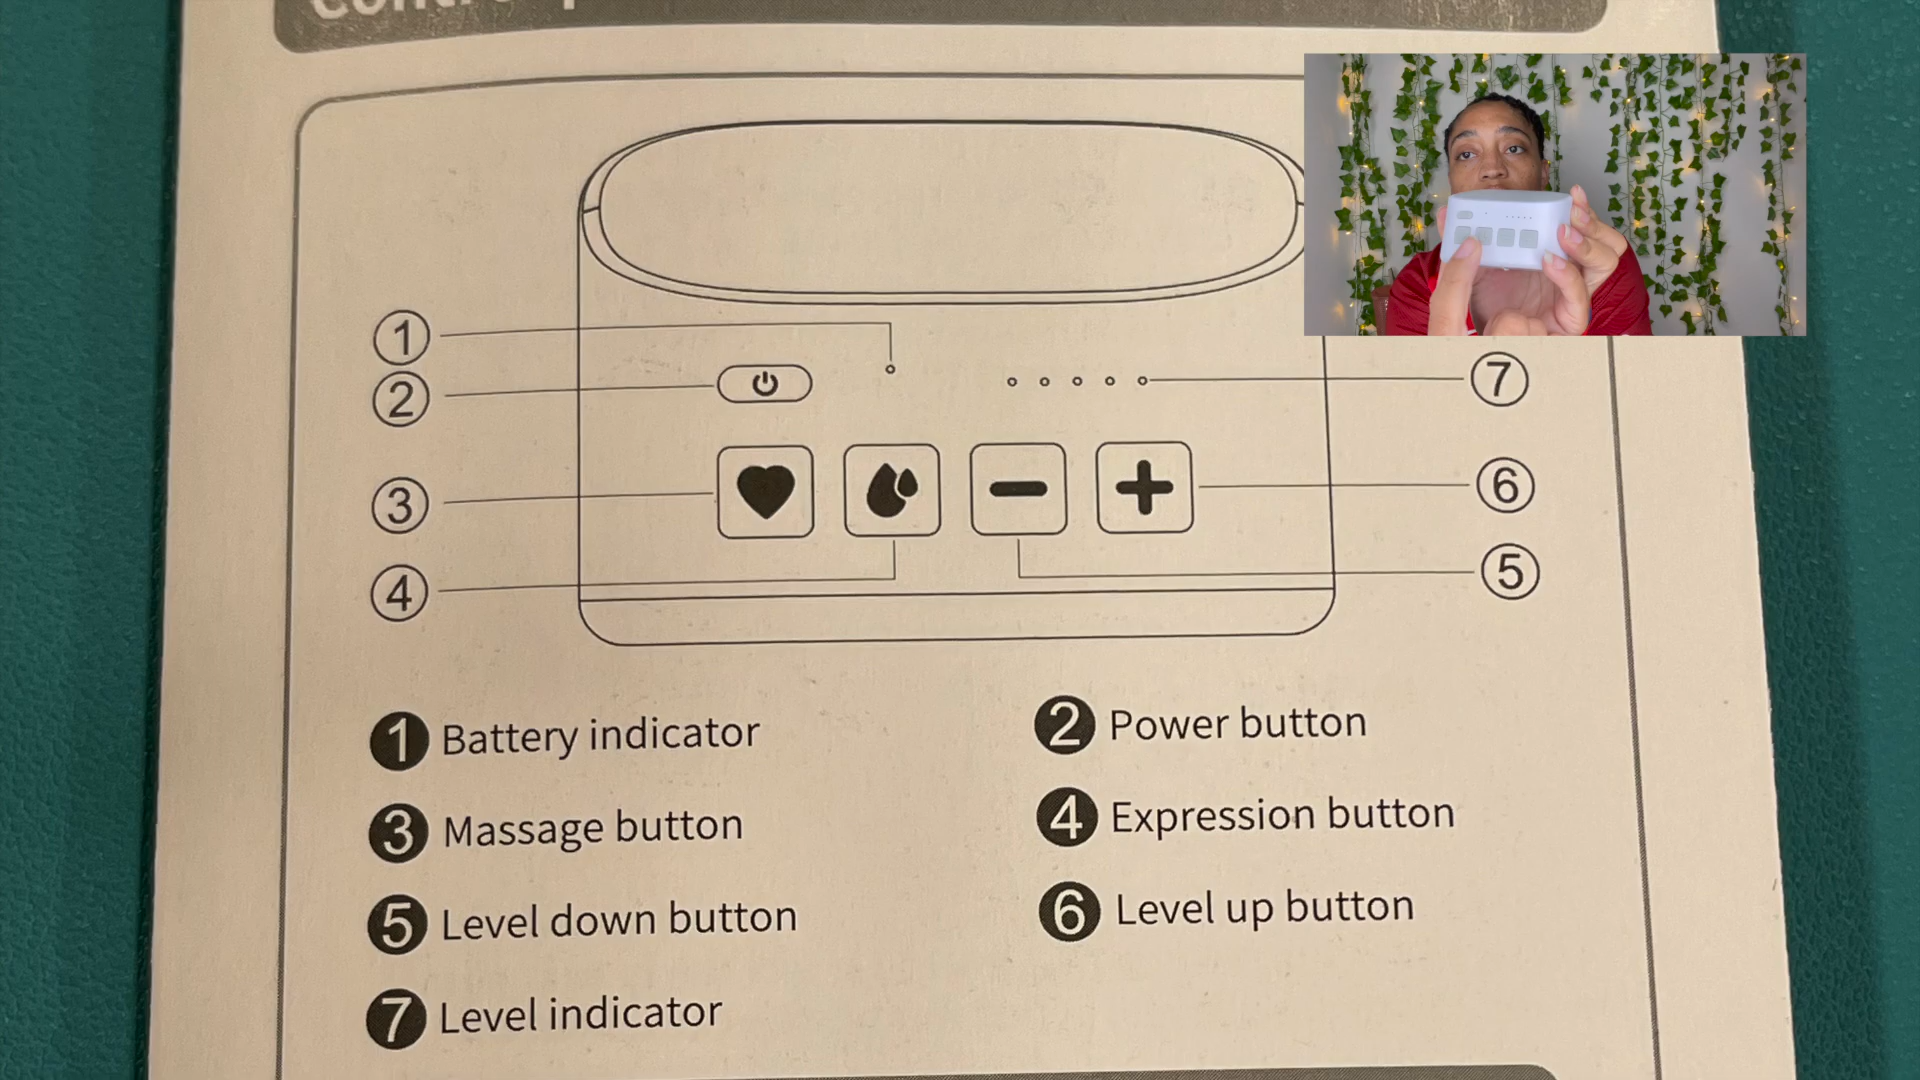 1
2
7
3
6
4
5
1 Battery indicator
2 Power button
3 Massage button
4 Expression button
5 Level down button
6 Level up button
7 Level indicator